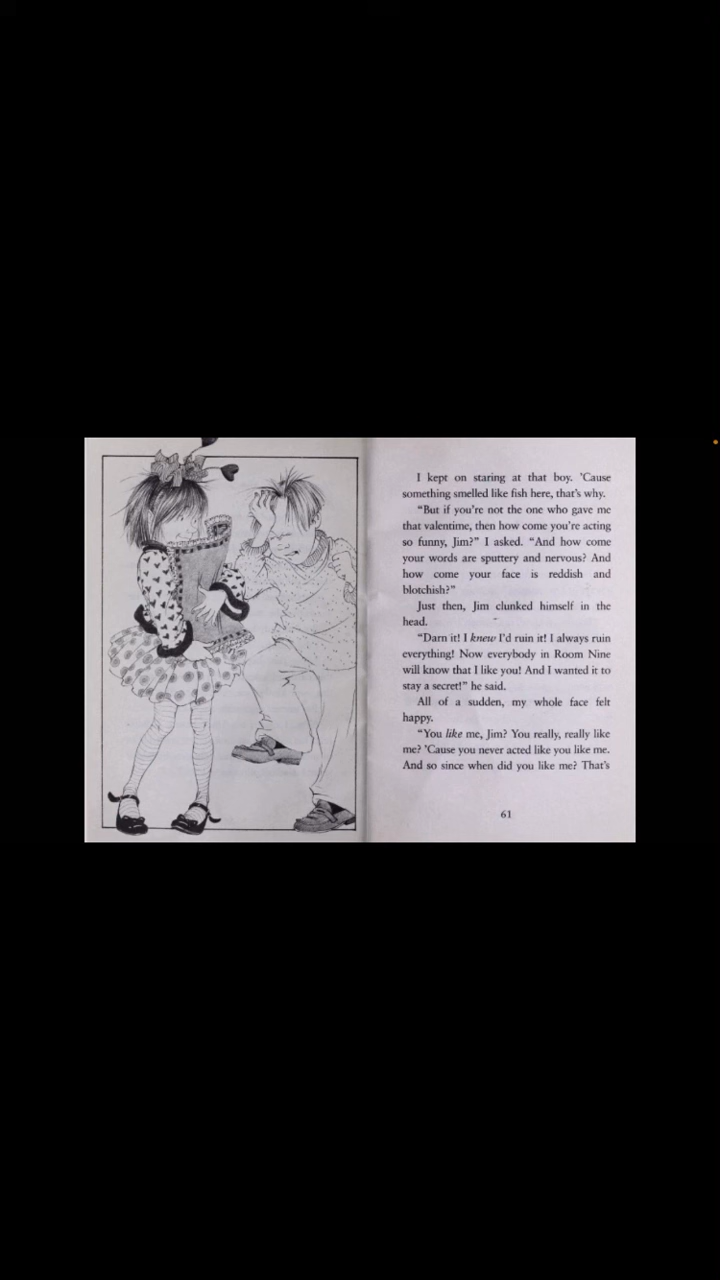 I kept on staring at that boy. 'Cause
something smelled like fish here, that's why.
“But if you're not the one who gave me
that valentine, then how come you're acting
so funny, Jim?” I asked. “And how come
your words are sputtery and nervous? And
how come your face is reddish and
blotchish?”
Just then, Jim clunked himself in the
head.
“Darn it! I knew I'd ruin it! I always ruin
everything! Now everybody in Room Nine
will know that I like you! And I wanted it to
stay a secret!” he said.
All of a sudden, my whole face felt
happy.
“You like me, Jim? You really, really like
me? 'Cause you never acted like you like me.
And so since when did you like me? That's
61